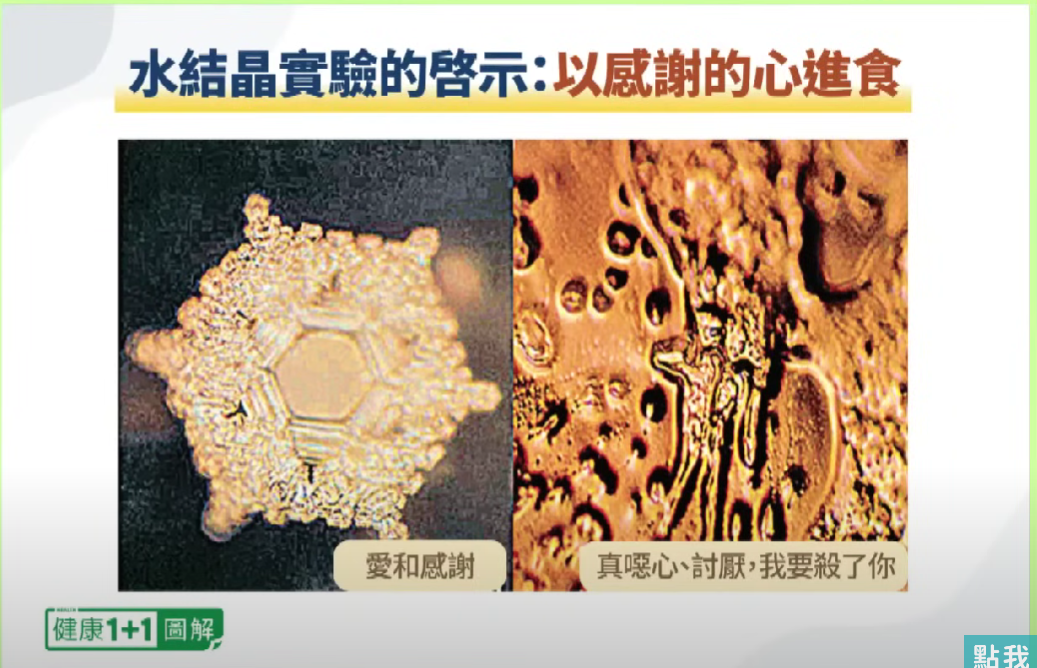 水結晶實驗的啓示：以感謝的心進食
愛和感謝
真噁心、討厭，我要殺了你
健康1+1 圖解
點我